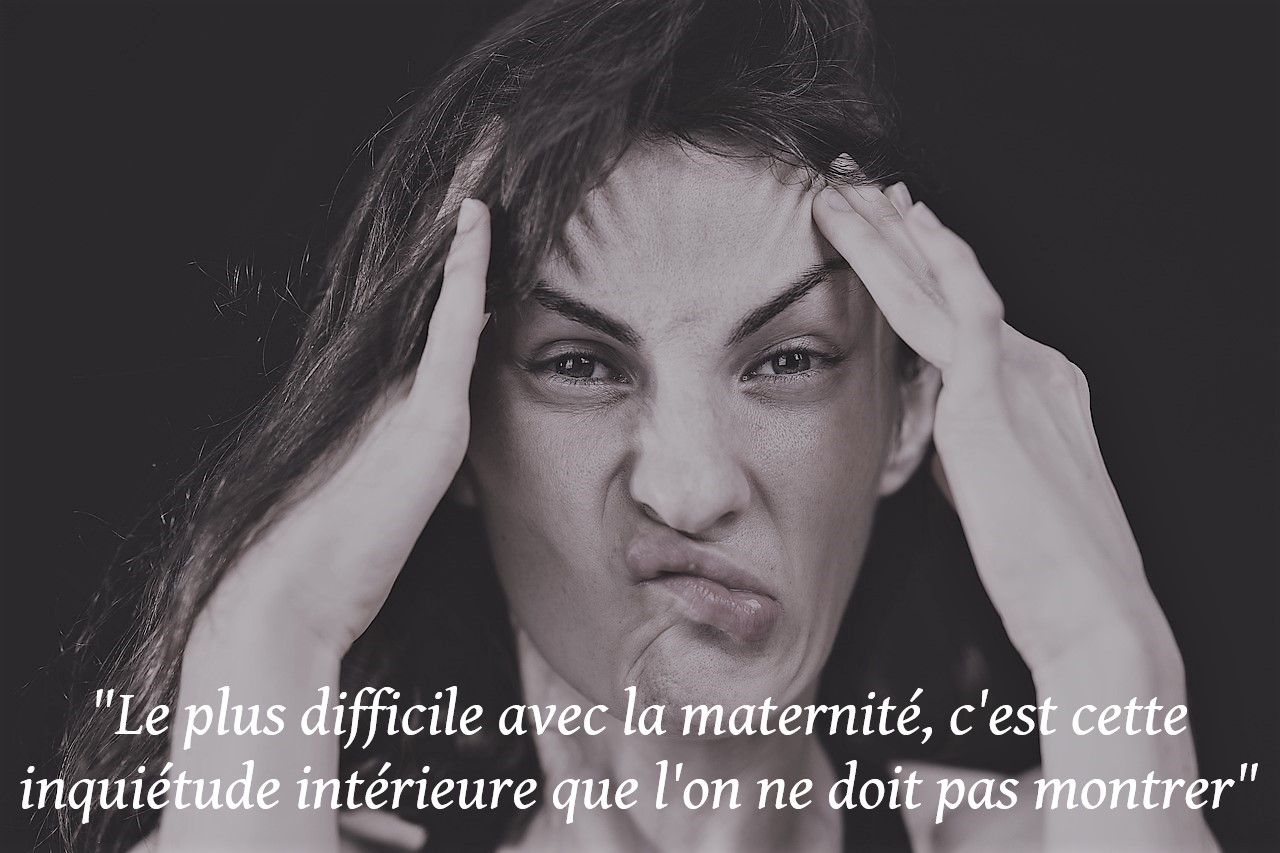 "Le plus difficile avec la maternité, c'est cette
inquiétude intérieure que l'on ne doit pas montrer"